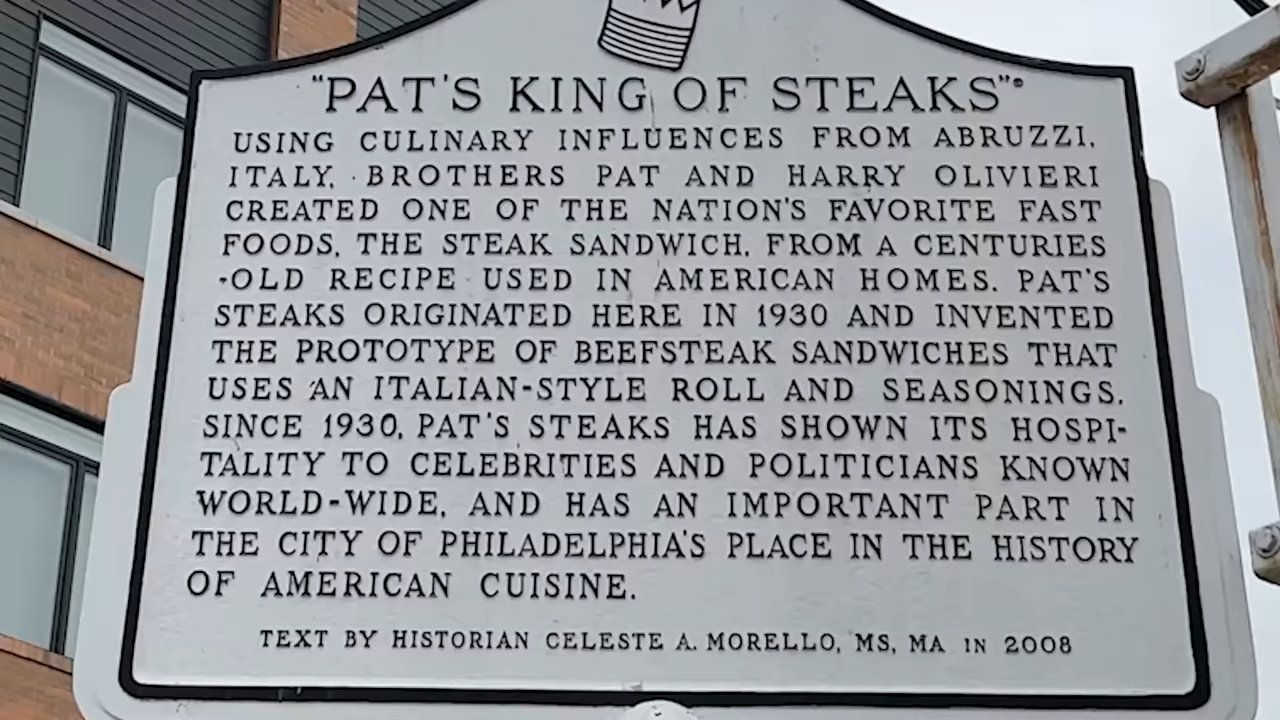 "PAT'S KING OF STEAKS"®
USING CULINARY INFLUENCES FROM ABRUZZI,
ITALY, BROTHERS PAT AND HARRY OLIVIERI
CREATED ONE OF THE NATION'S FAVORITE FAST
FOODS, THE STEAK SANDWICH, FROM A CENTURIES
-OLD RECIPE USED IN AMERICAN HOMES. PAT'S
STEAKS ORIGINATED HERE IN 1930 AND INVENTED
THE PROTOTYPE OF BEEFSTEAK SANDWICHES THAT
USES AN ITALIAN-STYLE ROLL AND SEASONINGS.
SINCE 1930, PAT'S STEAKS HAS SHOWN ITS HOSPI-
TALITY TO CELEBRITIES AND POLITICIANS KNOWN
WORLD-WIDE, AND HAS AN IMPORTANT PART IN
THE CITY OF PHILADELPHIA'S PLACE IN THE HISTORY
OF AMERICAN CUISINE.
TEXT BY HISTORIAN CELESTE A. MORELLO, MS, MA IN 2008